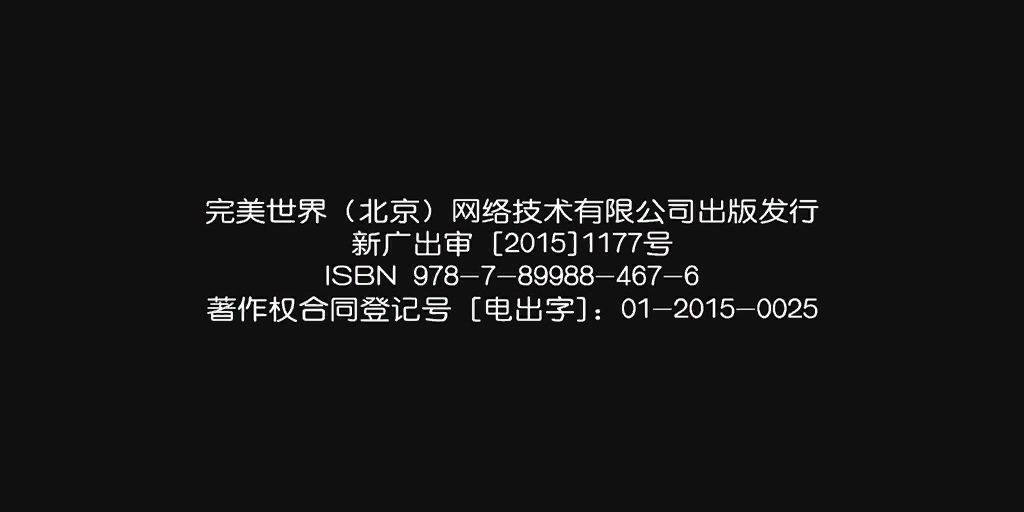 完美世界（北京）网络技术有限公司出版发行
新广出审 [2015]1177号
ISBN 978-7-89988-467-6
著作权合同登记号 [电出字]：01-2015-0025